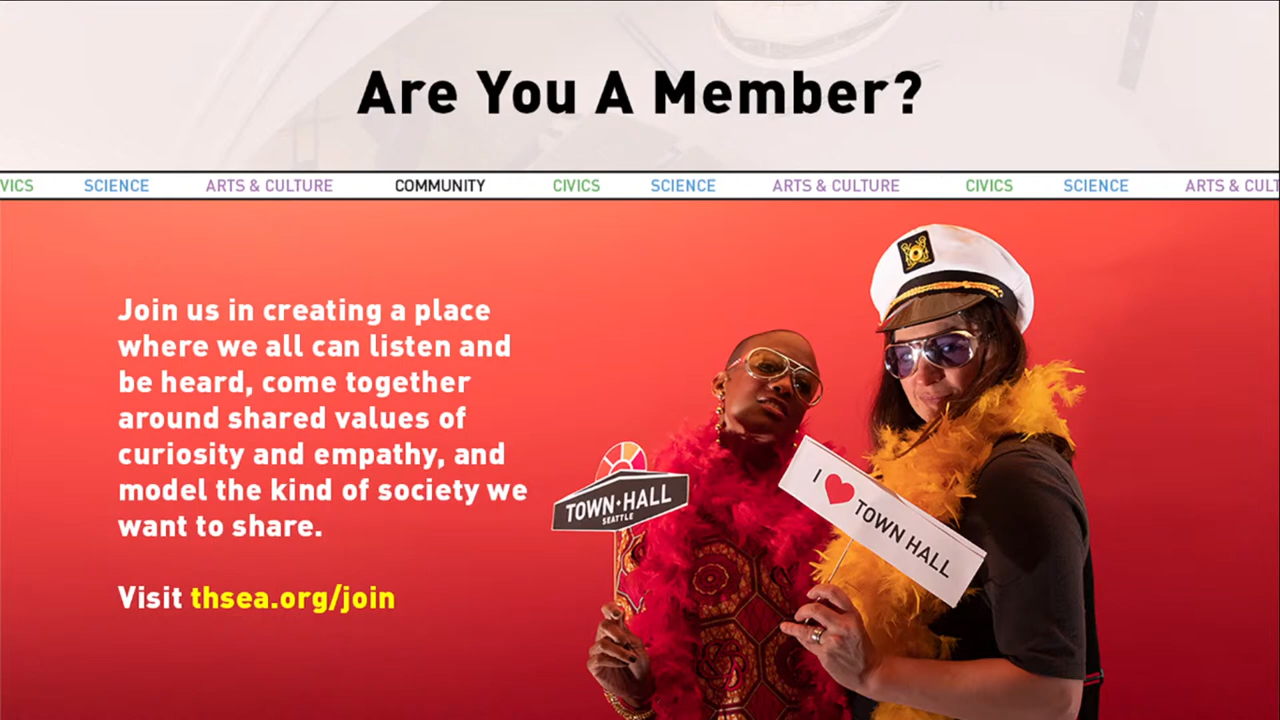 Are You A Member?
VICS SCIENCE ARTS & CULTURE COMMUNITY CIVICS SCIENCE ARTS & CULTURE CIVICS SCIENCE ARTS & CULT
Join us in creating a place
where we all can listen and
be heard, come together
around shared values of
curiosity and empathy, and
model the kind of society we
want to share.
Visit thsea.org/join
TOWN·HALL
SEATTLE
I ❤ TOWN HALL